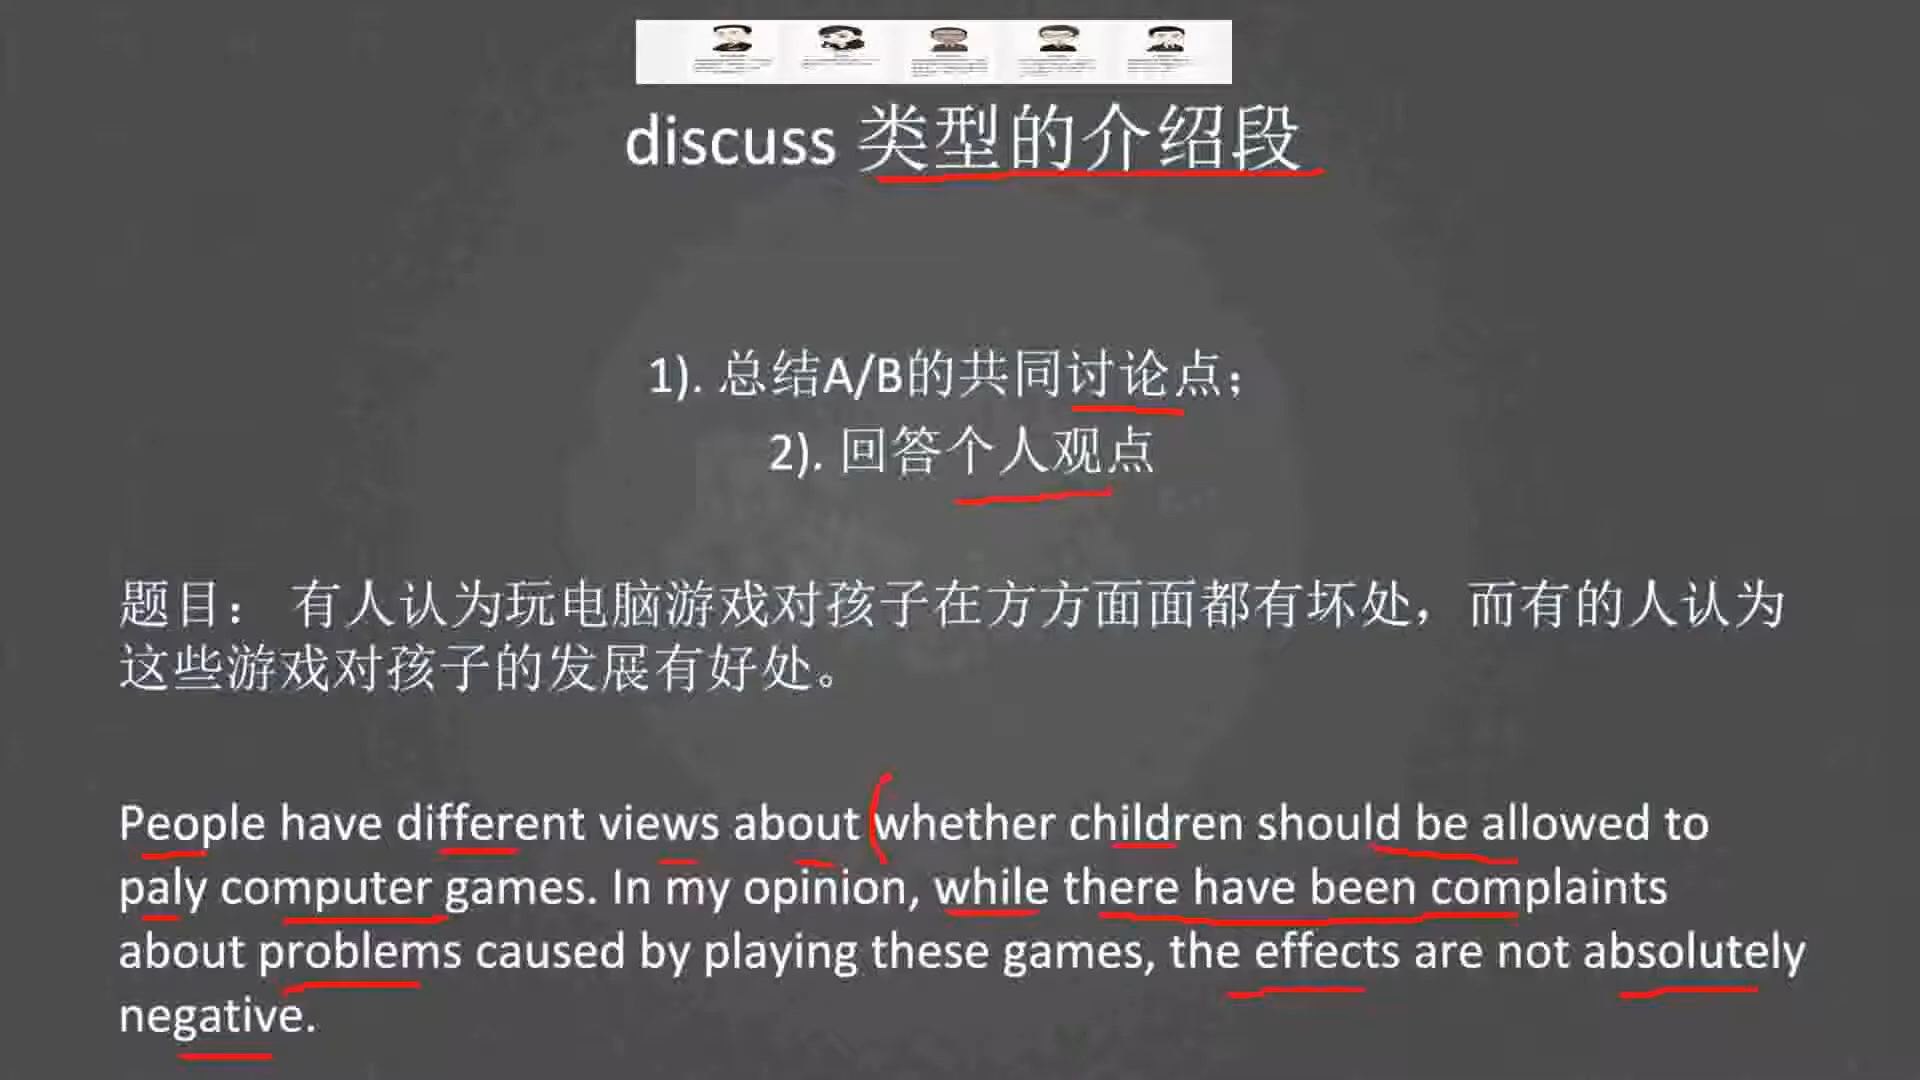 discuss 类型的介绍段
1). 总结A/B的共同讨论点；
2). 回答个人观点
题目： 有人认为玩电脑游戏对孩子在方方面面都有坏处，而有的人认为
这些游戏对孩子的发展有好处。
People have different views about whether children should be allowed to
paly computer games. In my opinion, while there have been complaints
about problems caused by playing these games, the effects are not absolutely
negative.